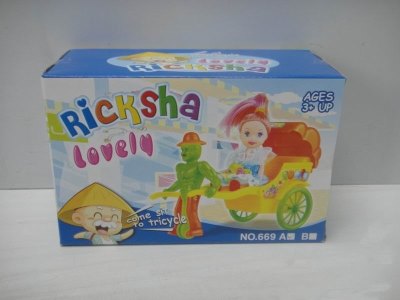 Ricksha
lovely
Ricksha
lovely
AGES
3+ UP
come sit
to tricycle
NO.669 A B